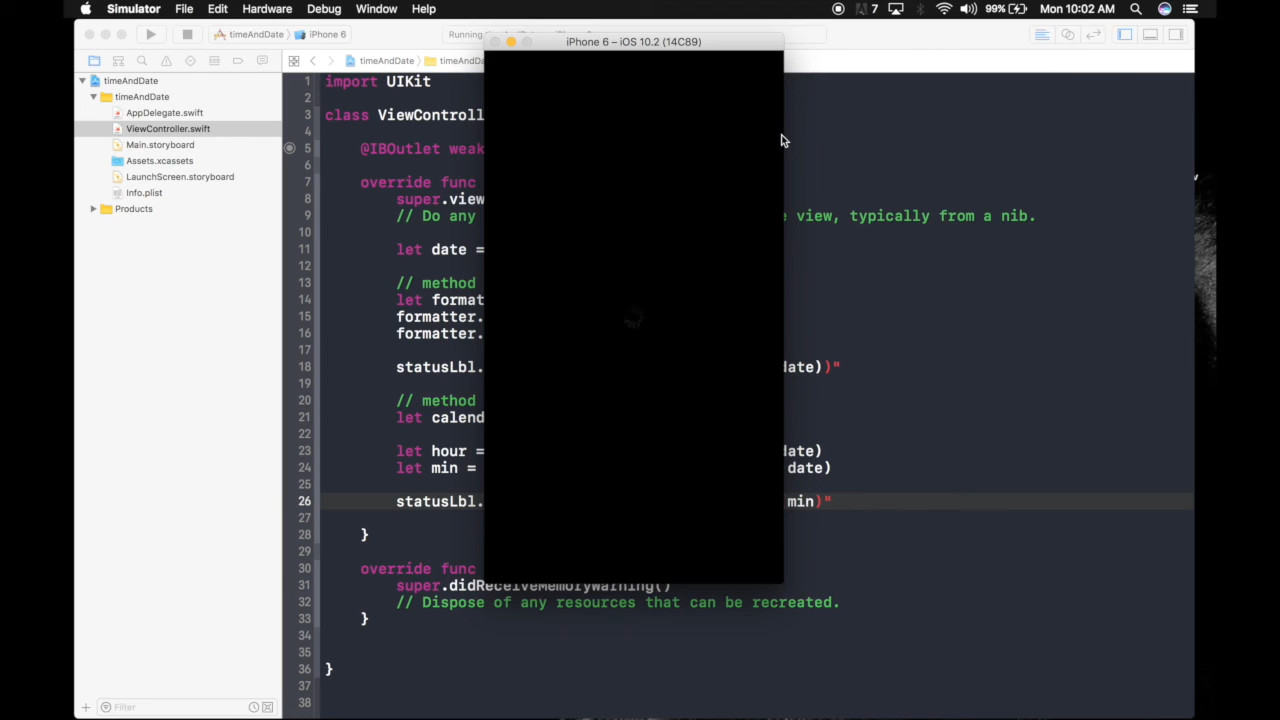 Simulator File Edit Hardware Debug Window Help 7 99% Mon 10:02 AM
timeAndDate iPhone 6 Running
iPhone 6 – iOS 10.2 (14C89)
timeAndDate timeAndDa
timeAndDate
timeAndDate
AppDelegate.swift
ViewController.swift
Main.storyboard
Assets.xcassets
LaunchScreen.storyboard
Info.plist
Products
1 import UIKit
2
3 class ViewControll
4
5 @IBOutlet weak
6
7 override func
8 super.view
9 // Do any e view, typically from a nib.
10
11 let date =
12
13 // method
14 let format
15 formatter.
16 formatter.
17
18 statusLbl. date))"
19
20 // method
21 let calend
22
23 let hour = date)
24 let min = date)
25
26 statusLbl. min)"
27
28 }
29
30 override func
31 super.didReceiveMemoryWarning()
32 // Dispose of any resources that can be recreated.
33 }
34
35
36 }
37
38
Filter